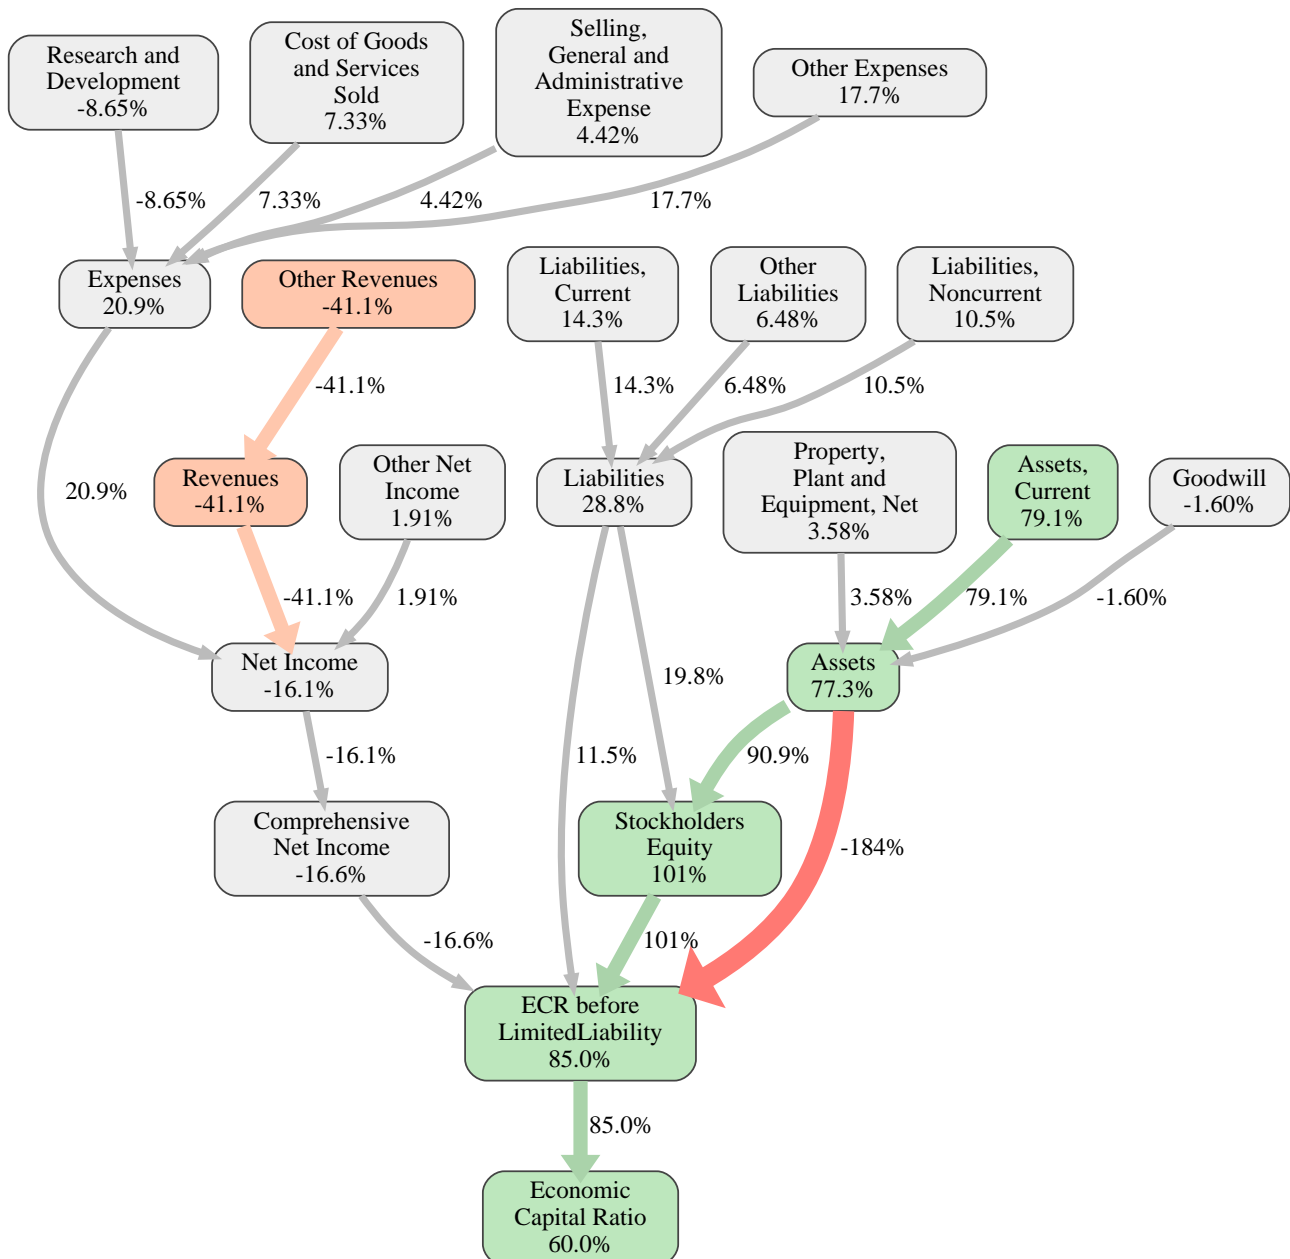 Research and
Development
-8.65%
Cost of Goods
and Services
Sold
7.33%
Selling,
General and
Administrative
Expense
4.42%
Other Expenses
17.7%
-8.65%
7.33%
4.42%
17.7%
Expenses
20.9%
Other Revenues
-41.1%
Liabilities,
Current
14.3%
Other
Liabilities
6.48%
Liabilities,
Noncurrent
10.5%
-41.1%
14.3%
6.48%
10.5%
20.9%
Revenues
-41.1%
Other Net
Income
1.91%
Liabilities
28.8%
Property,
Plant and
Equipment, Net
3.58%
Assets,
Current
79.1%
Goodwill
-1.60%
-41.1%
1.91%
3.58%
79.1%
-1.60%
Net Income
-16.1%
19.8%
Assets
77.3%
-16.1%
11.5%
90.9%
Comprehensive
Net Income
-16.6%
Stockholders
Equity
101%
-184%
-16.6%
101%
ECR before
LimitedLiability
85.0%
85.0%
Economic
Capital Ratio
60.0%